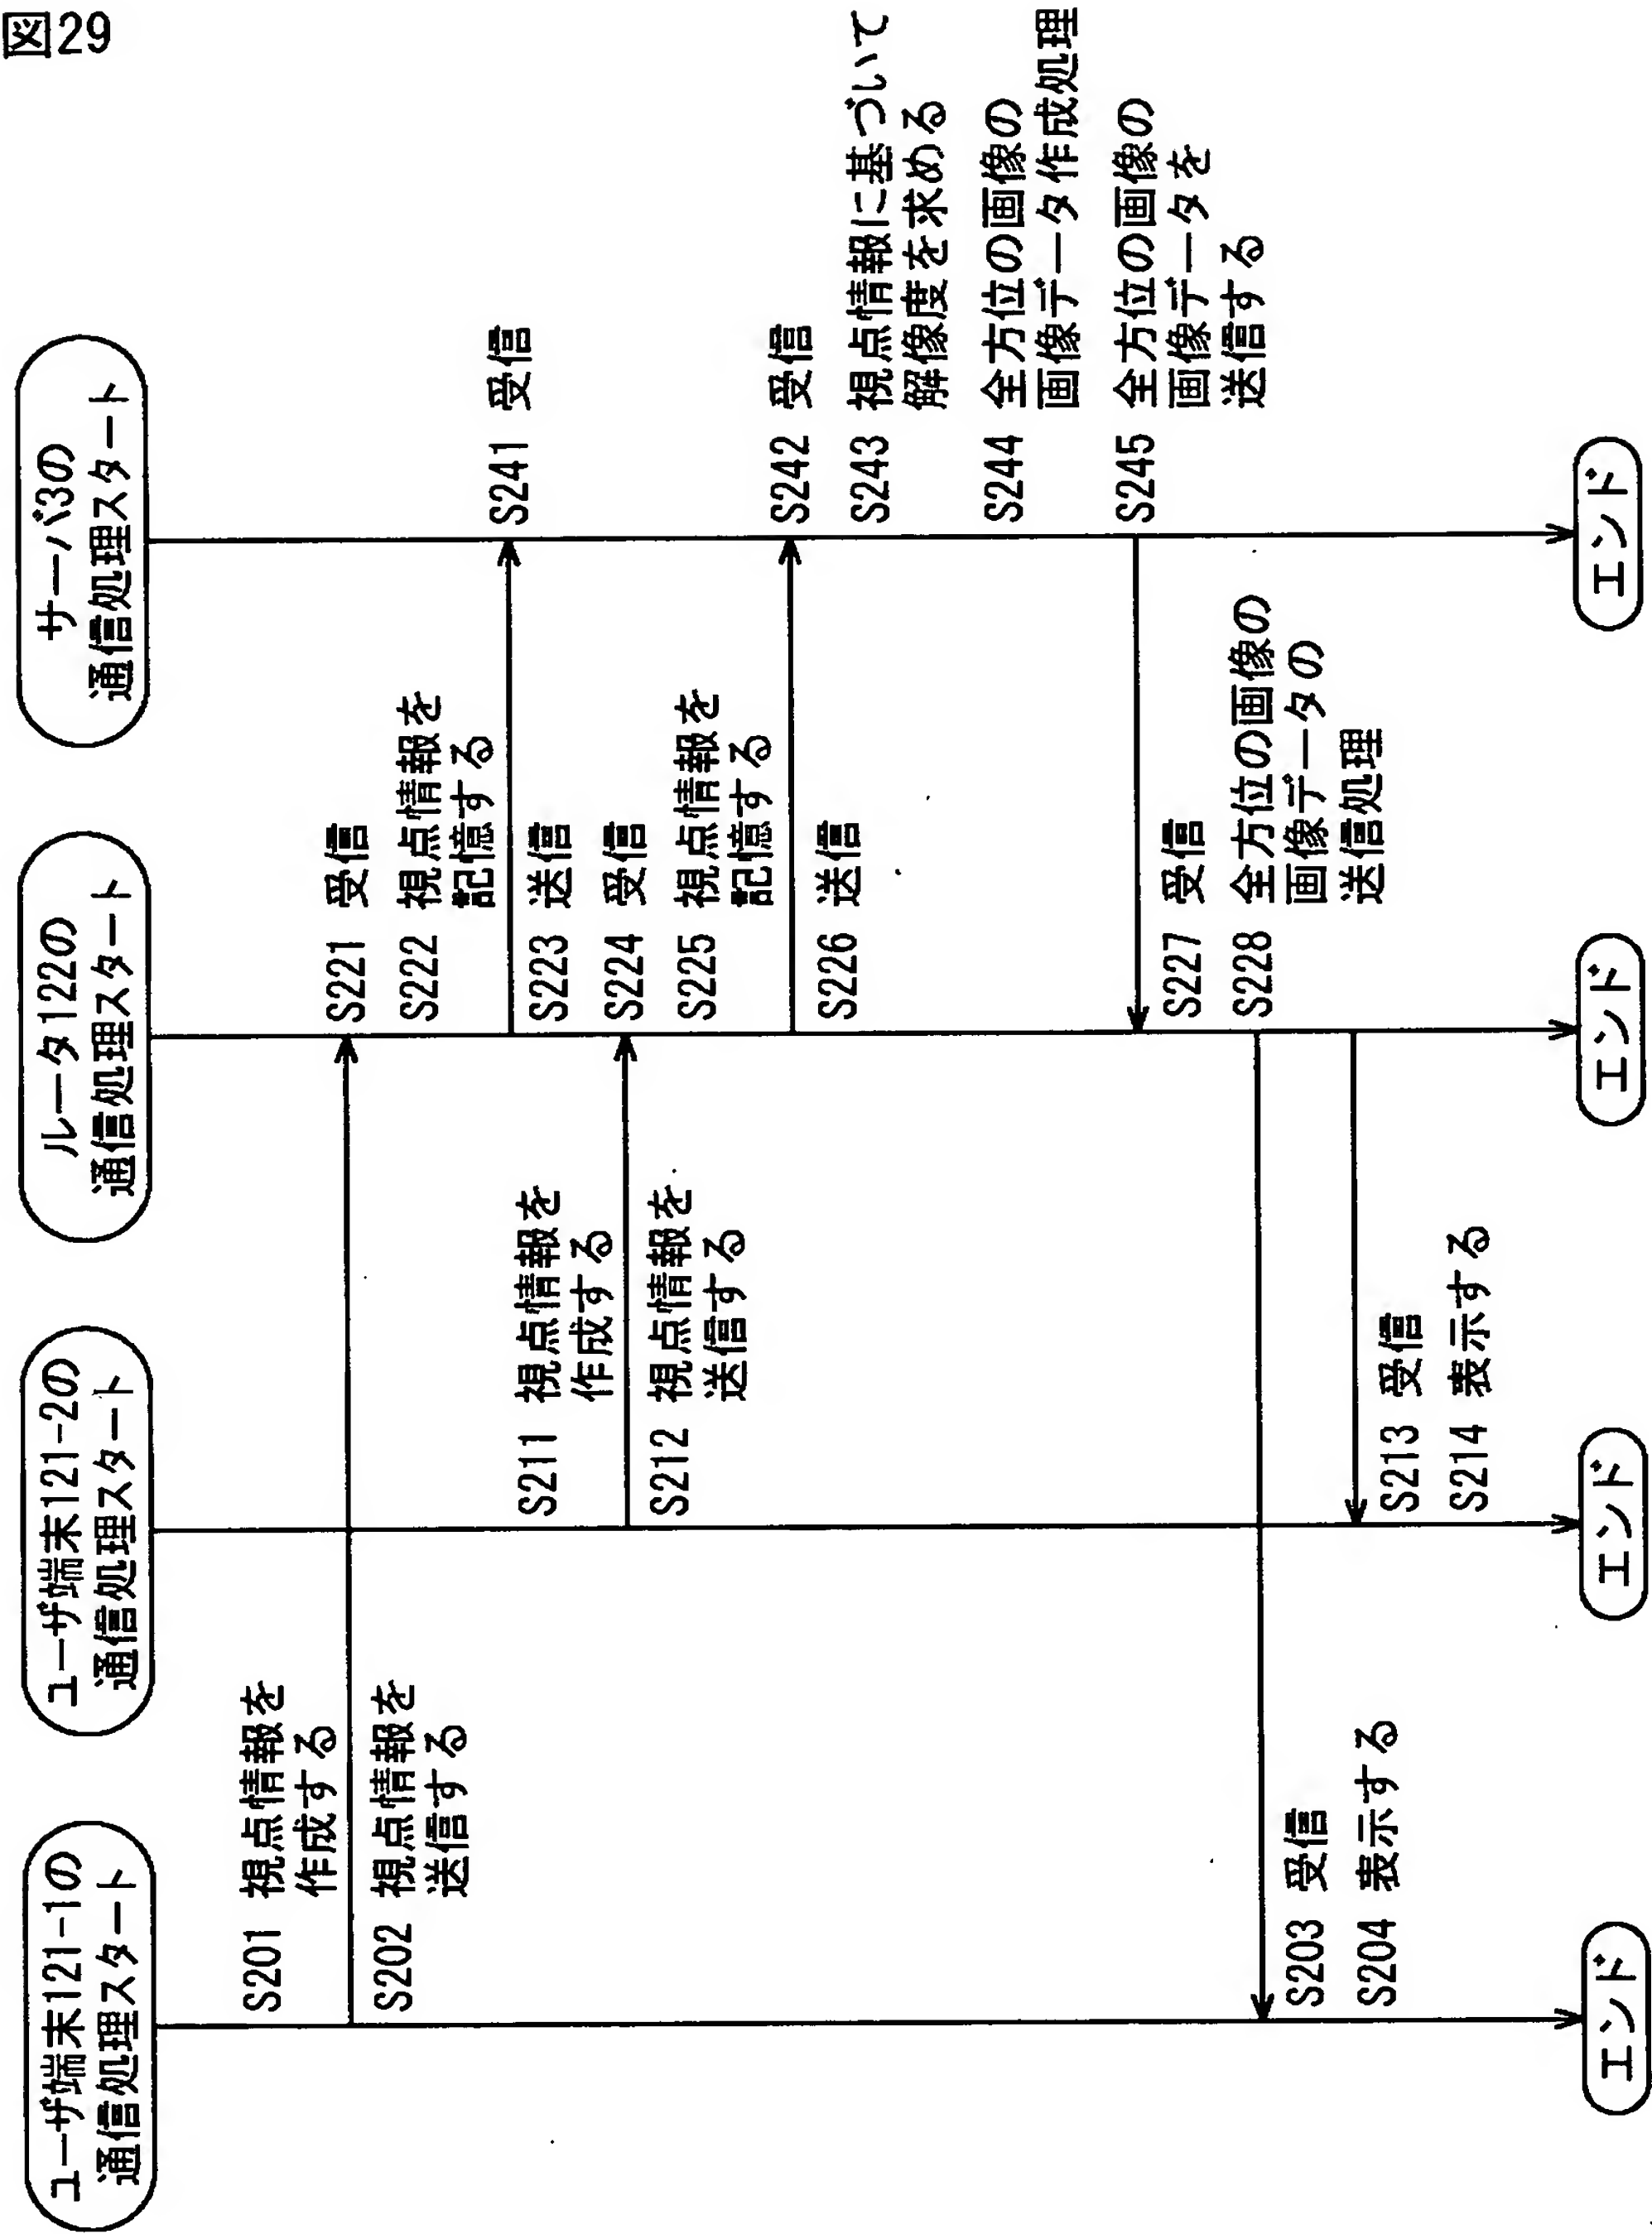 図29
ユーザ端末121-1の
通信処理スタート
S201 視点情報を
作成する
S202 視点情報を
送信する
S203 受信
S204 表示する
エンド
ユーザ端末121-2の
通信処理スタート
S211 視点情報を
作成する
S212 視点情報を
送信する
S213 受信
S214 表示する
エンド
ルータ122の
通信処理スタート
S221 受信
S222 視点情報を
記憶する
S223 送信
S224 受信
S225 視点情報を
記憶する
S226 送信
S227 受信
S228 全方位の画像の
画像データの
送信処理
エンド
サーバ3の
通信処理スタート
S241 受信
S242 受信
S243 視点情報に基づいて
解像度を求める
S244 全方位の画像の
画像データ作成処理
S245 全方位の画像の
画像データを
送信する
エンド